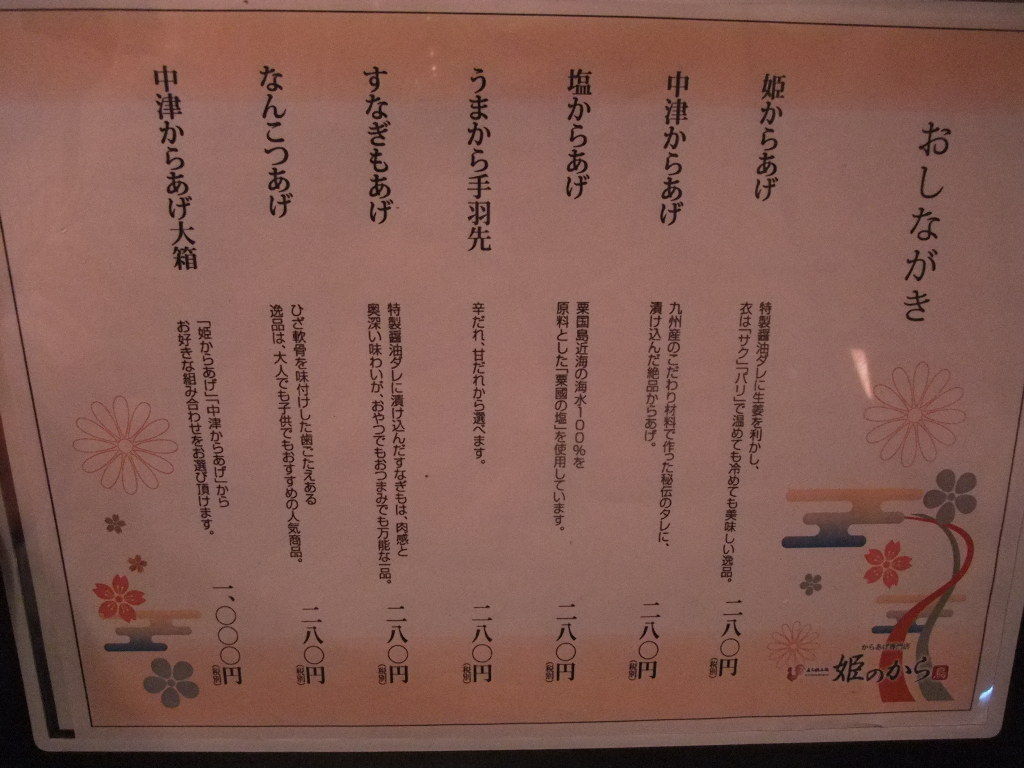 おしながき
姫からあげ
特製醤油ダレに生姜を利かし、
衣は「サク」「パリ」で温めても冷めても美味しい逸品。
二八〇円
(税別)
中津からあげ
九州産のこだわり材料で作った秘伝のタレに、
漬け込んだ絶品からあげ。
二八〇円
(税別)
塩からあげ
粟国島近海の海水100%を
原料とした「粟國の塩」を使用しています。
二八〇円
(税別)
うまから手羽先
辛だれ、甘だれから選べます。
二八〇円
(税別)
すなぎもあげ
特製醤油ダレに漬け込んだすなぎもは、肉感と
奥深い味わいが、おやつでもおつまみでも万能な一品。
二八〇円
(税別)
なんこつあげ
ひざ軟骨を味付けした歯ごたえある
逸品は、大人でも子供でもおすすめの人気商品。
二八〇円
(税別)
中津からあげ大箱
「姫からあげ」「中津からあげ」から
お好きな組み合わせをお選び頂けます。
一、〇〇〇円
(税別)
からあげ専門店
姫のから